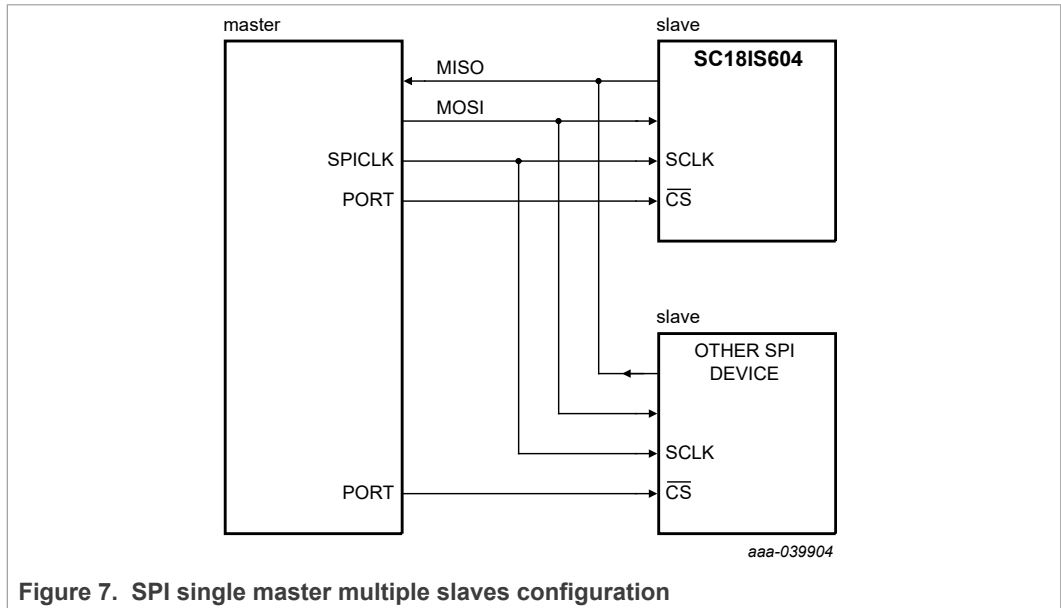 master
slave
SC18IS604
MISO
MOSI
SPICLK
SCLK
PORT
CS
slave
OTHER SPI
DEVICE
SCLK
PORT
CS
aaa-039904
Figure 7. SPI single master multiple slaves configuration